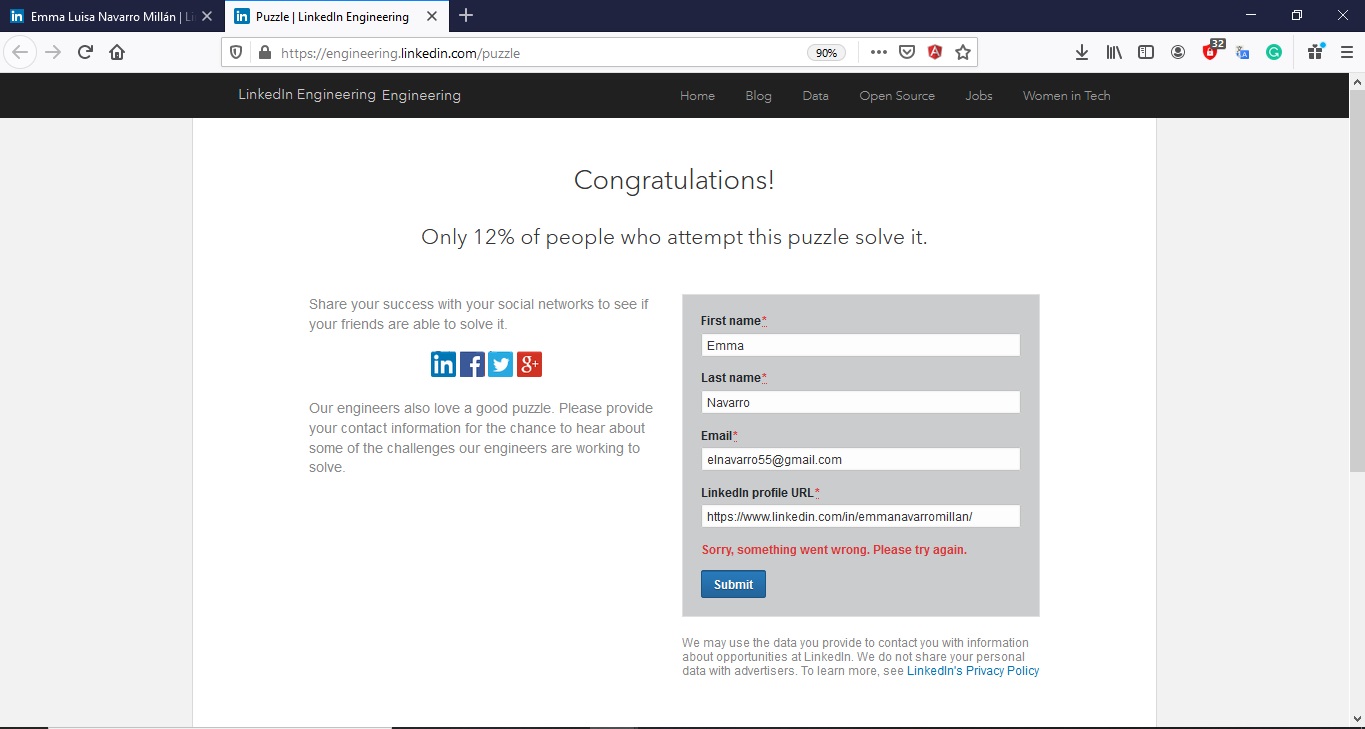 Emma Luisa Navarro Millán | Li
Puzzle | LinkedIn Engineering
https://engineering.linkedin.com/puzzle
90%
32
LinkedIn Engineering Engineering
Home Blog Data Open Source Jobs Women in Tech
Congratulations!
Only 12% of people who attempt this puzzle solve it.
Share your success with your social networks to see if
your friends are able to solve it.
in f g+
Our engineers also love a good puzzle. Please provide
your contact information for the chance to hear about
some of the challenges our engineers are working to
solve.
First name*
Emma
Last name*
Navarro
Email*
elnavarro55@gmail.com
LinkedIn profile URL*
https://www.linkedin.com/in/emmanavarromillan/
Sorry, something went wrong. Please try again.
Submit
We may use the data you provide to contact you with information
about opportunities at LinkedIn. We do not share your personal
data with advertisers. To learn more, see LinkedIn's Privacy Policy